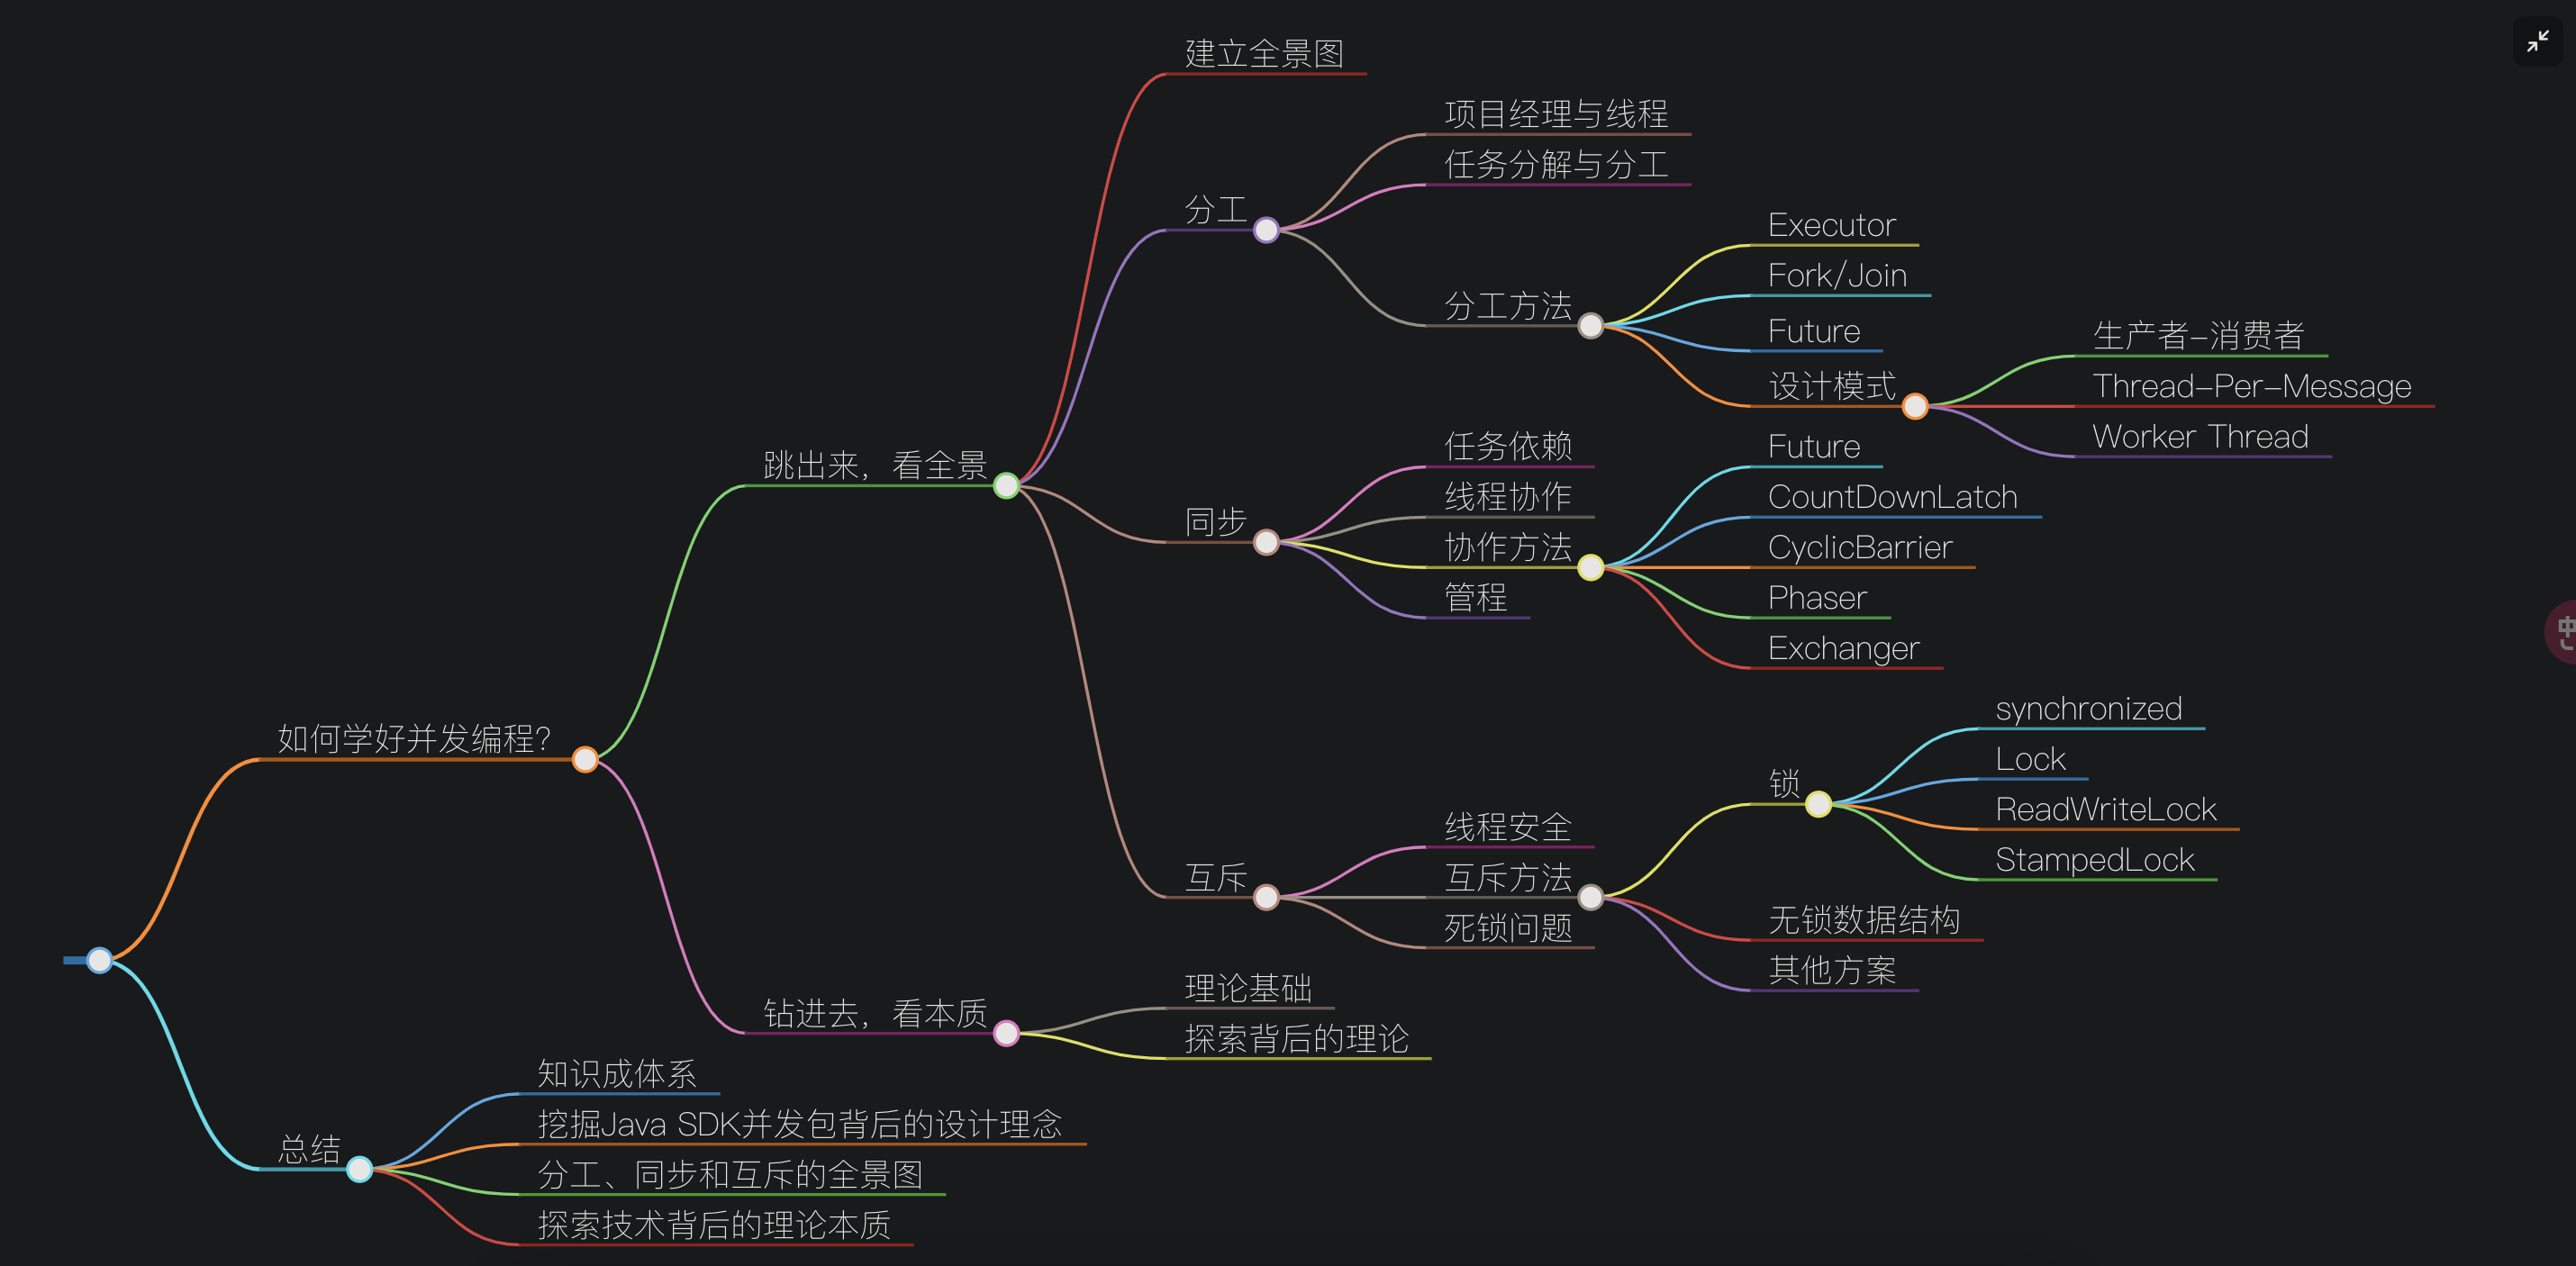 建立全景图
项目经理与线程
任务分解与分工
分工
Executor
Fork/Join
分工方法
Future
生产者-消费者
设计模式
Thread-Per-Message
Worker Thread
任务依赖
Future
跳出来，看全景
线程协作
CountDownLatch
同步
协作方法
CyclicBarrier
管程
Phaser
Exchanger
如何学好并发编程？
synchronized
Lock
锁
ReadWriteLock
线程安全
StampedLock
互斥
互斥方法
无锁数据结构
死锁问题
其他方案
钻进去，看本质
理论基础
探索背后的理论
知识成体系
挖掘Java SDK并发包背后的设计理念
总结
分工、同步和互斥的全景图
探索技术背后的理论本质